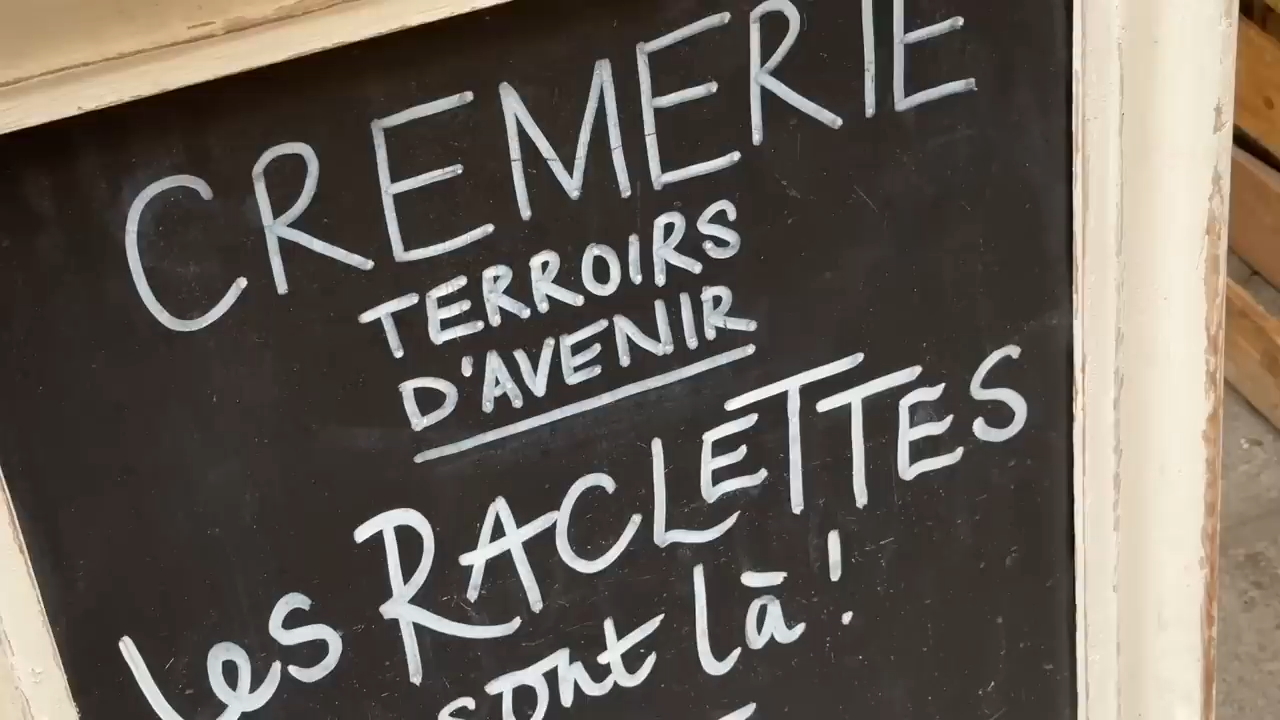 CREMERIE
TERROIRS
D'AVENIR
les RACLETTES
sont là !